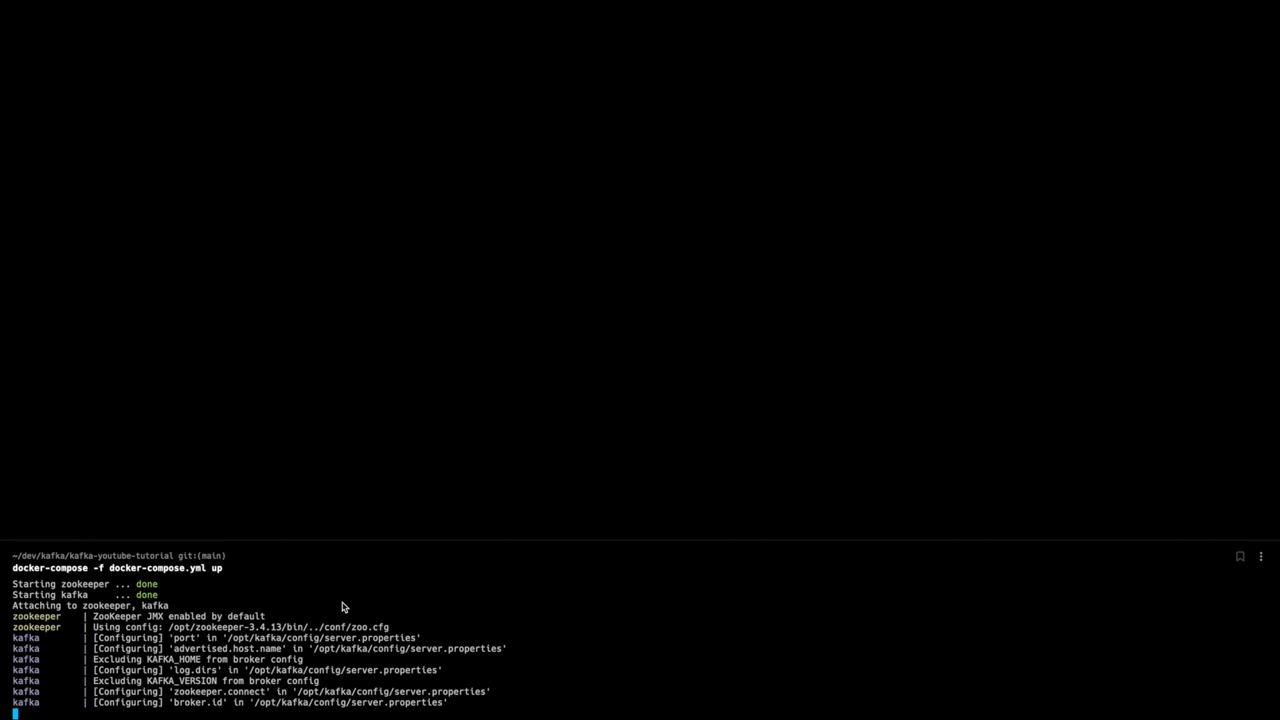 ~/dev/kafka/kafka-youtube-tutorial git:(main)
docker-compose -f docker-compose.yml up
Starting zookeeper ... done
Starting kafka     ... done
Attaching to zookeeper, kafka
zookeeper    | ZooKeeper JMX enabled by default
zookeeper    | Using config: /opt/zookeeper-3.4.13/bin/../conf/zoo.cfg
kafka        | [Configuring] 'port' in '/opt/kafka/config/server.properties'
kafka        | [Configuring] 'advertised.host.name' in '/opt/kafka/config/server.properties'
kafka        | Excluding KAFKA_HOME from broker config
kafka        | [Configuring] 'log.dirs' in '/opt/kafka/config/server.properties'
kafka        | Excluding KAFKA_VERSION from broker config
kafka        | [Configuring] 'zookeeper.connect' in '/opt/kafka/config/server.properties'
kafka        | [Configuring] 'broker.id' in '/opt/kafka/config/server.properties'